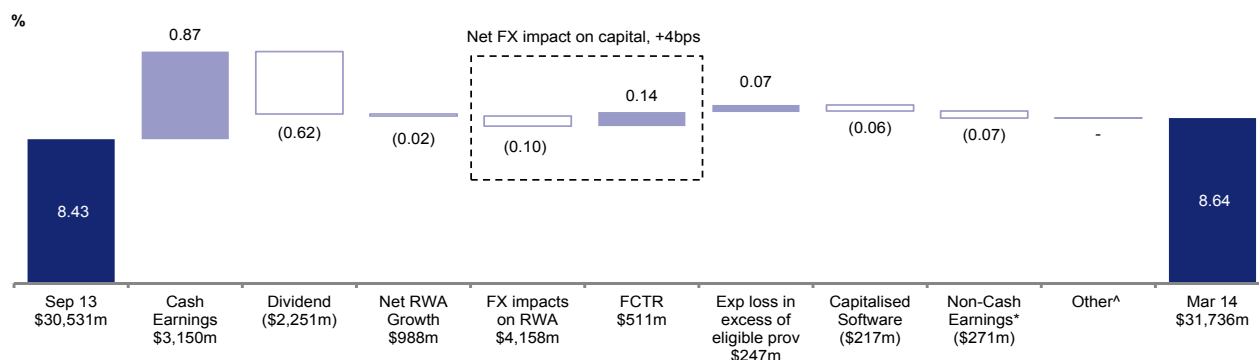 %
0.87
Net FX impact on capital, +4bps
0.14
0.07
(0.62)
(0.02)
(0.10)
(0.06)
(0.07)
-
8.43
8.64
Sep 13
$30,531m
Cash
Earnings
$3,150m
Dividend
($2,251m)
Net RWA
Growth
$988m
FX impacts
on RWA
$4,158m
FCTR
$511m
Exp loss in
excess of
eligible prov
$247m
Capitalised
Software
($217m)
Non-Cash
Earnings*
($271m)
Other^
Mar 14
$31,736m